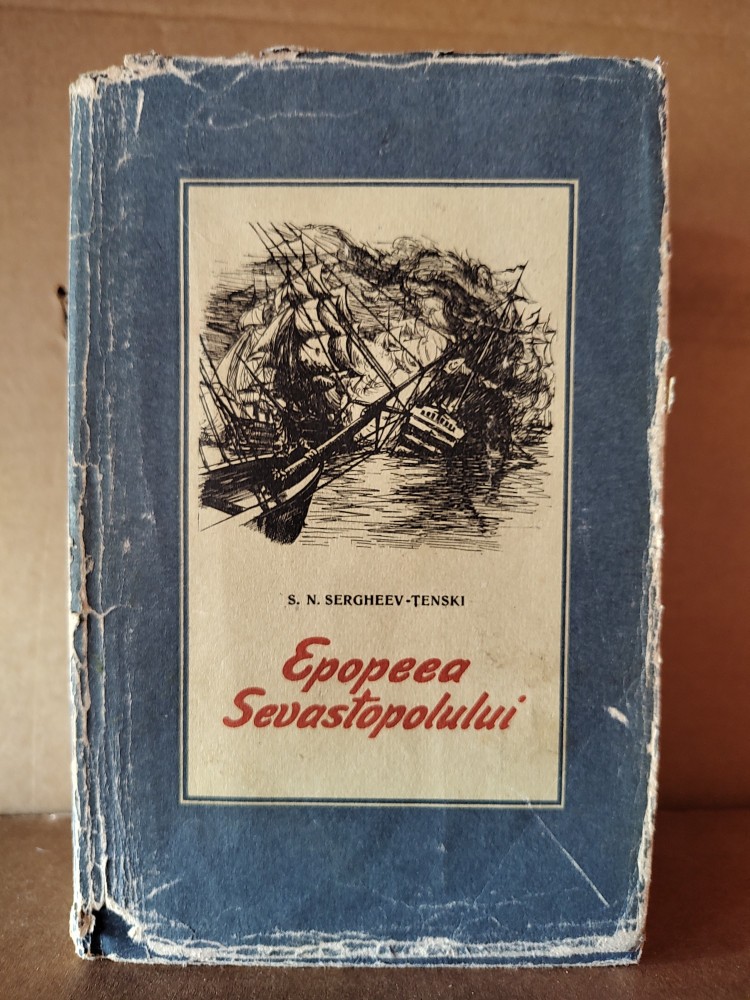 S. N. SERGHEEV-ȚENSKI
Epopeea
Sevastopolului